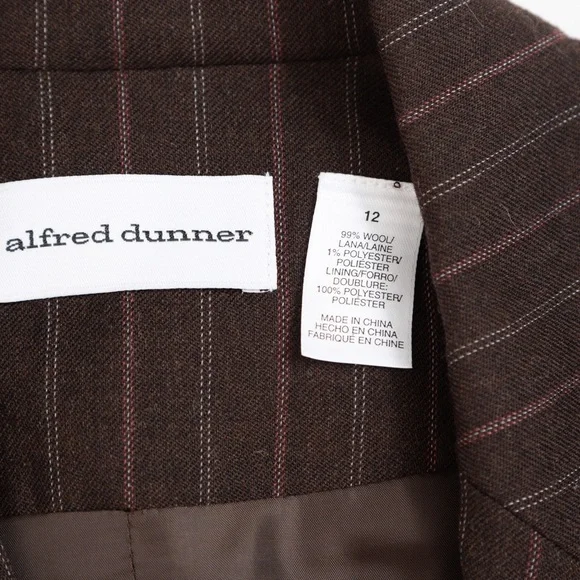 alfred dunner
12
99% WOOL/
LANA/LAINE
1% POLYESTER/
POLIÉSTER
LINING/FORRO/
DOUBLURE:
100% POLYESTER/
POLIÉSTER
MADE IN CHINA
HECHO EN CHINA
FABRIQUÉ EN CHINE